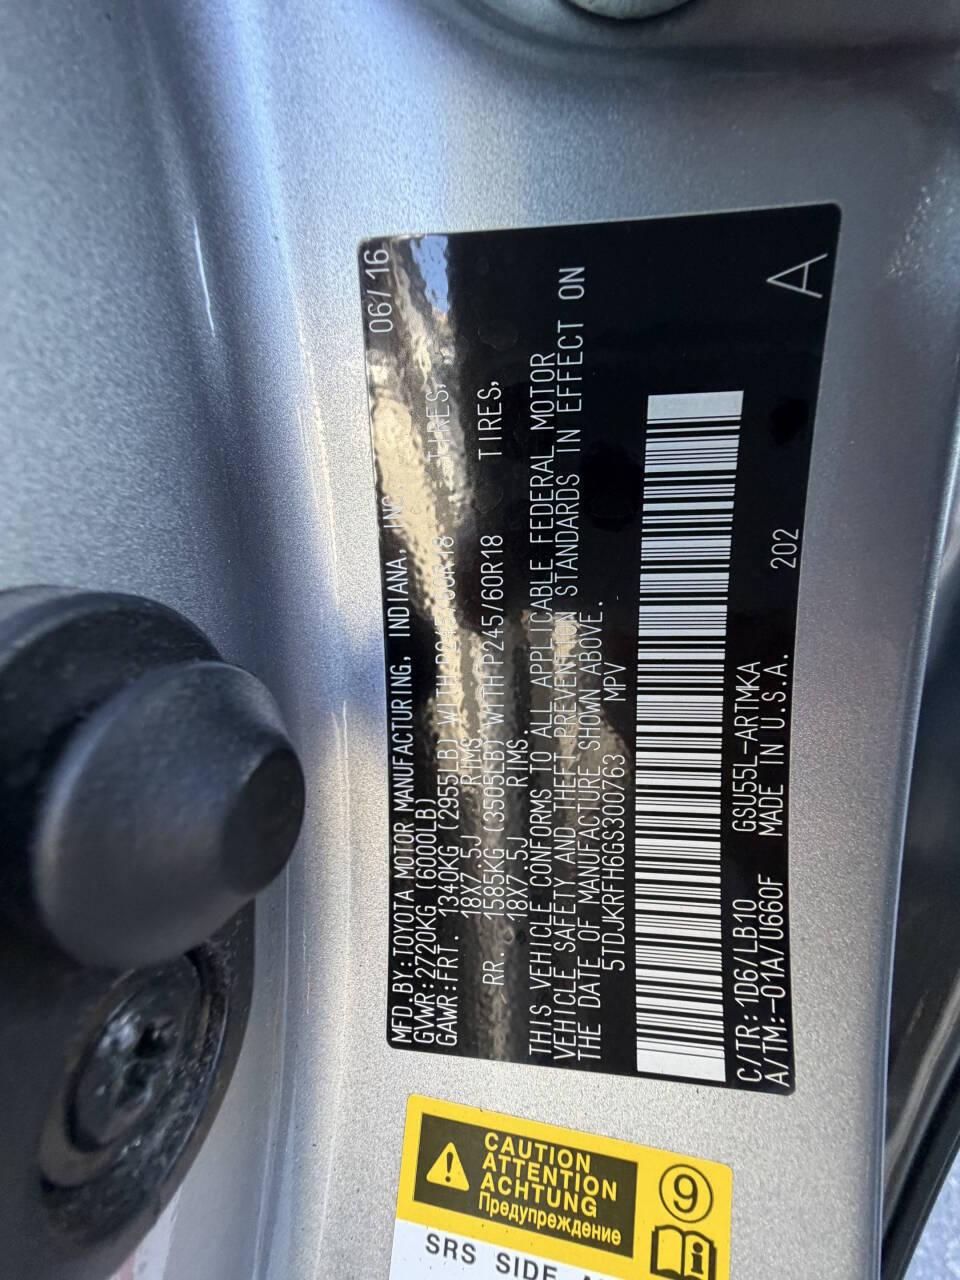 MFD.BY:TOYOTA MOTOR MANUFACTURING, INDIANA, INC. 06/16
GVWR:2720KG (6000LB)
GAWR:FRT. 1340KG (2955LB) WITH P245/60R18 TIRES,
18X7.5J RIMS
RR. 1585KG (3505LB) WITH P245/60R18 TIRES,
18X7.5J RIMS.
THIS VEHICLE CONFORMS TO ALL APPLICABLE FEDERAL MOTOR
VEHICLE SAFETY AND THEFT PREVENTION STANDARDS IN EFFECT ON
THE DATE OF MANUFACTURE SHOWN ABOVE.
5TDJKRFH6GS300763 MPV
C/TR:1D6/LB10 GSU55L-ARTMKA
A/TM:-01A/U660F MADE IN U.S.A. 202 A
CAUTION
ATTENTION
ACHTUNG
Предупреждение
9
SRS SIDE